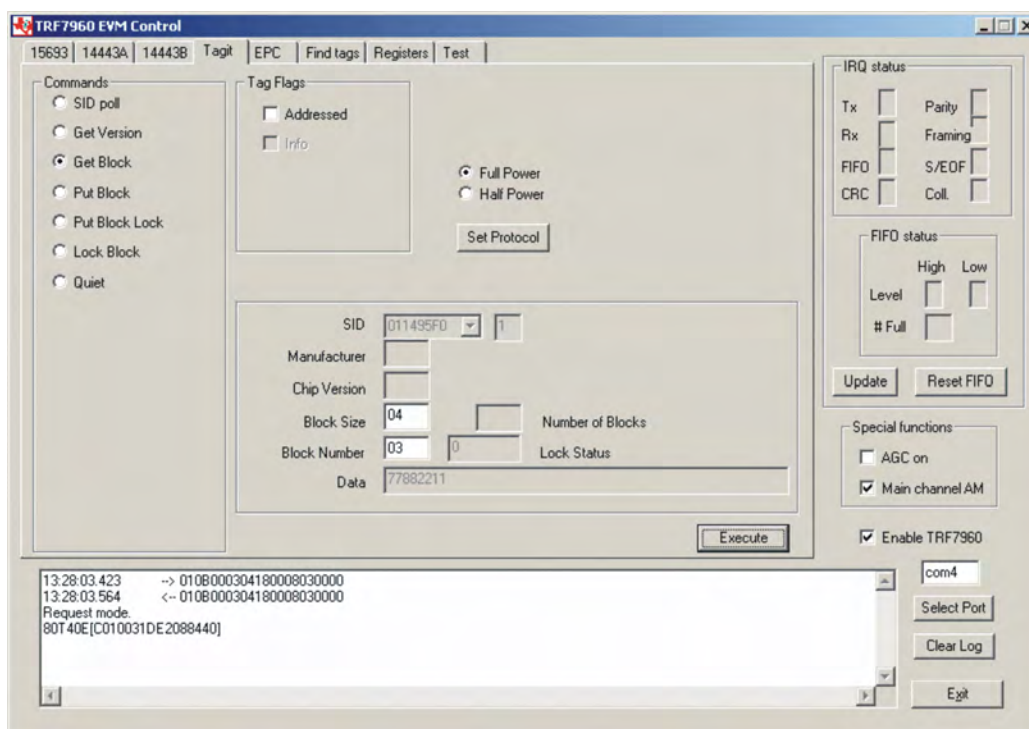 TRF7960 EVM Control
15693 14443A 14443B Tagit EPC Find tags Registers Test
Commands
SID poll
Get Version
Get Block
Put Block
Put Block Lock
Lock Block
Quiet
Tag Flags
Addressed
Info
Full Power
Half Power
Set Protocol
SID 011495F0 1
Manufacturer
Chip Version
Block Size 04 Number of Blocks
Block Number 03 0 Lock Status
Data 77882211
Execute
IRQ status
Tx Parity
Rx Framing
FIFO S/EOF
CRC Coll.
FIFO status
High Low
Level
# Full
Update Reset FIFO
Special functions
AGC on
Main channel AM
Enable TRF7960
com4
Select Port
Clear Log
Exit
13:28:03.423 --> 010B000304180008030000
13:28:03.564 <-- 010B000304180008030000
Request mode.
80T40E[C010031DE2088440]